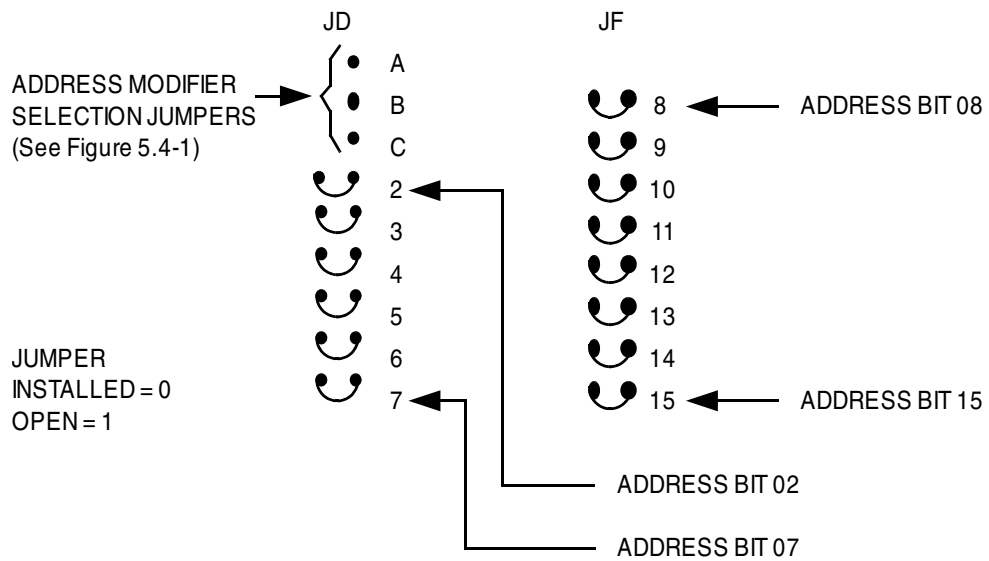 JD
JF
ADDRESS MODIFIER
SELECTION JUMPERS
(See Figure 5.4-1)
A
B
C
2
3
4
5
6
7
8
9
10
11
12
13
14
15
ADDRESS BIT 08
ADDRESS BIT 15
JUMPER
INSTALLED = 0
OPEN = 1
ADDRESS BIT 02
ADDRESS BIT 07